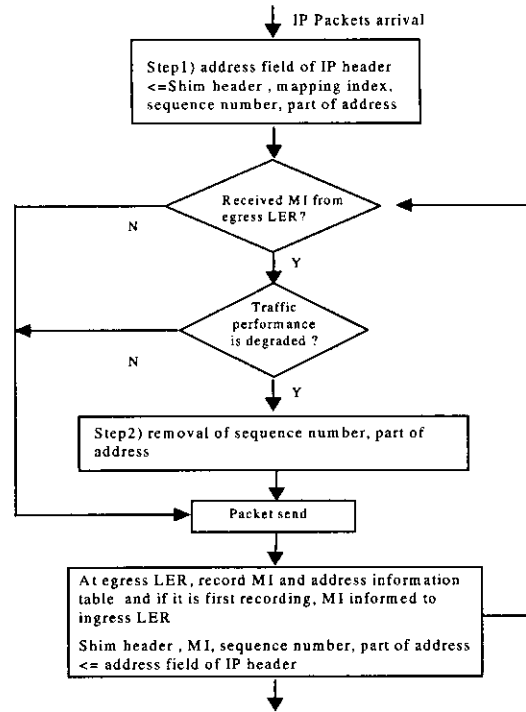 IP Packets arrival
Step1) address field of IP header
<=Shim header , mapping index,
sequence number, part of address
Received MI from
egress LER?
N
Y
Traffic
performance
is degraded ?
N
Y
Step2) removal of sequence number, part of
address
Packet send
At egress LER, record MI and address information
table and if it is first recording, MI informed to
ingress LER
Shim header , MI, sequence number, part of address
<= address field of IP header